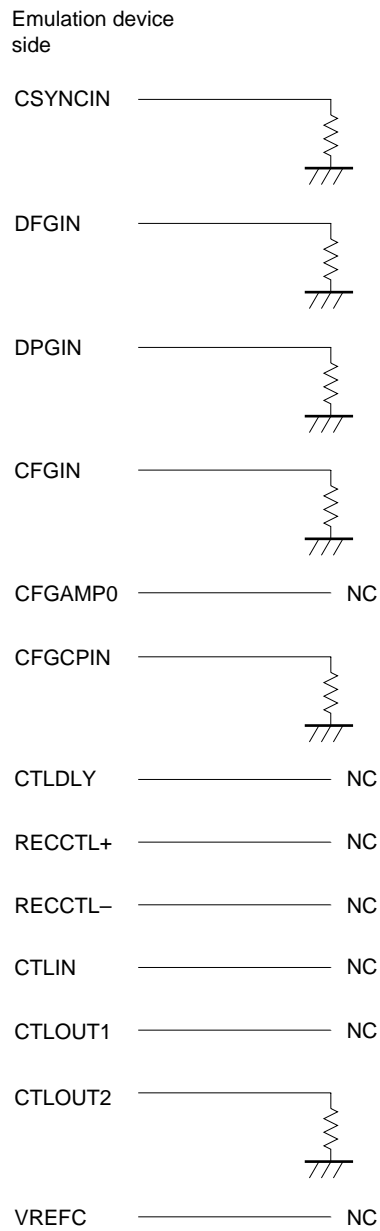 Emulation device
side
CSYNCIN
DFGIN
DPGIN
CFGIN
CFGAMP0 NC
CFGCPIN
CTLDLY NC
RECCTL+ NC
RECCTL– NC
CTLIN NC
CTLOUT1 NC
CTLOUT2
VREFC NC